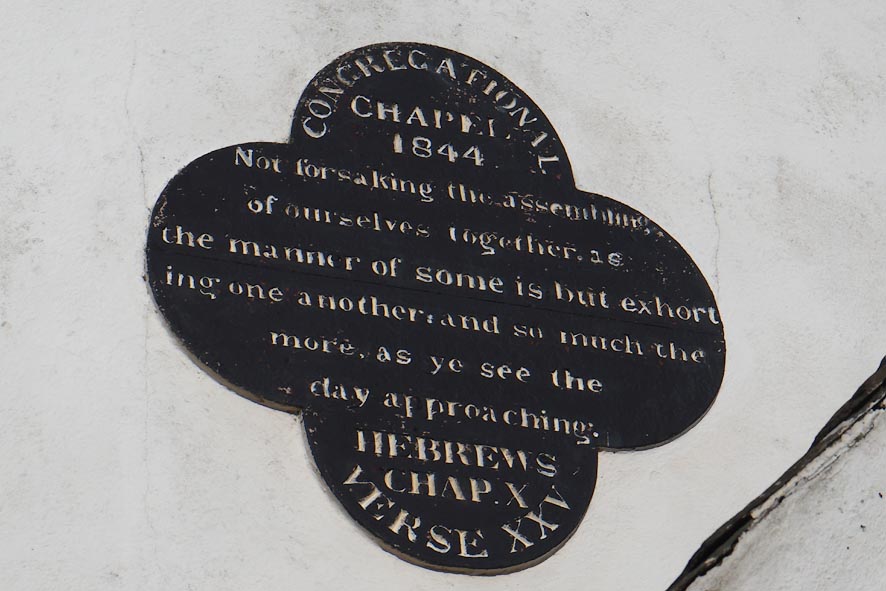 CONGREGATIONAL
CHAPEL
1844
Not forsaking the assembling
of ourselves together, as
the manner of some is but exhort
ing one another: and so much the
more, as ye see the
day approaching.
HEBREWS
CHAP. X
VERSE XXV